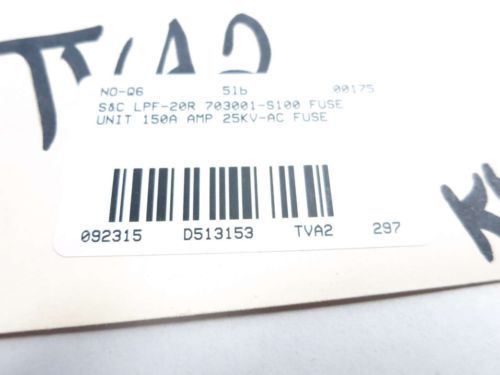 TVA2
NO-Q6 51b 00175
S&C LPF-20R 703001-S100 FUSE
UNIT 150A AMP 25KV-AC FUSE
092315 D513153 TVA2 297